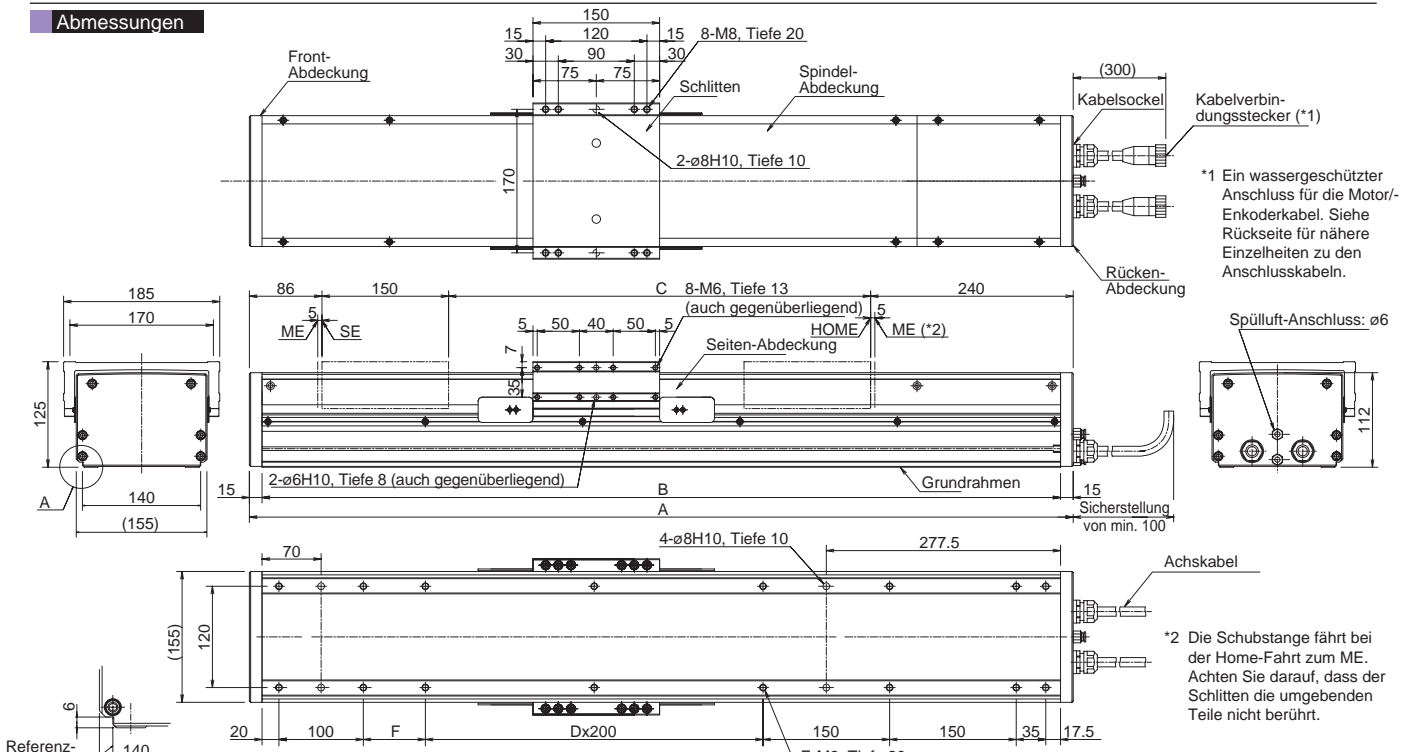 Abmessungen
150
15
120
15
8-M8, Tiefe 20
30
90
30
Front-
Abdeckung
75
75
Schlitten
Spindel-
Abdeckung
(300)
Kabelsockel
Kabelverbin-
dungsstecker (*1)
2-ø8H10, Tiefe 10
170
*1 Ein wassergeschützter
Anschluss für die Motor/-
Enkoderkabel. Siehe
Rückseite für nähere
Einzelheiten zu den
Anschlusskabeln.
Rücken-
Abdeckung
185
170
86
150
C
8-M6, Tiefe 13
(auch gegenüberliegend)
240
5
ME
SE
5
50
40
50
5
HOME
5
ME (*2)
Spülluft-Anschluss: ø6
7
Seiten-Abdeckung
35
125
112
2-ø6H10, Tiefe 8 (auch gegenüberliegend)
Grundrahmen
A
140
(155)
15
B
15
A
Sicherstellung
von min. 100
70
4-ø8H10, Tiefe 10
277.5
Achskabel
(155)
120
*2 Die Schubstange fährt bei
der Home-Fahrt zum ME.
Achten Sie darauf, dass der
Schlitten die umgebenden
Teile nicht berührt.
6
20
100
F
Dx200
150
150
35
17.5
Referenz-
140